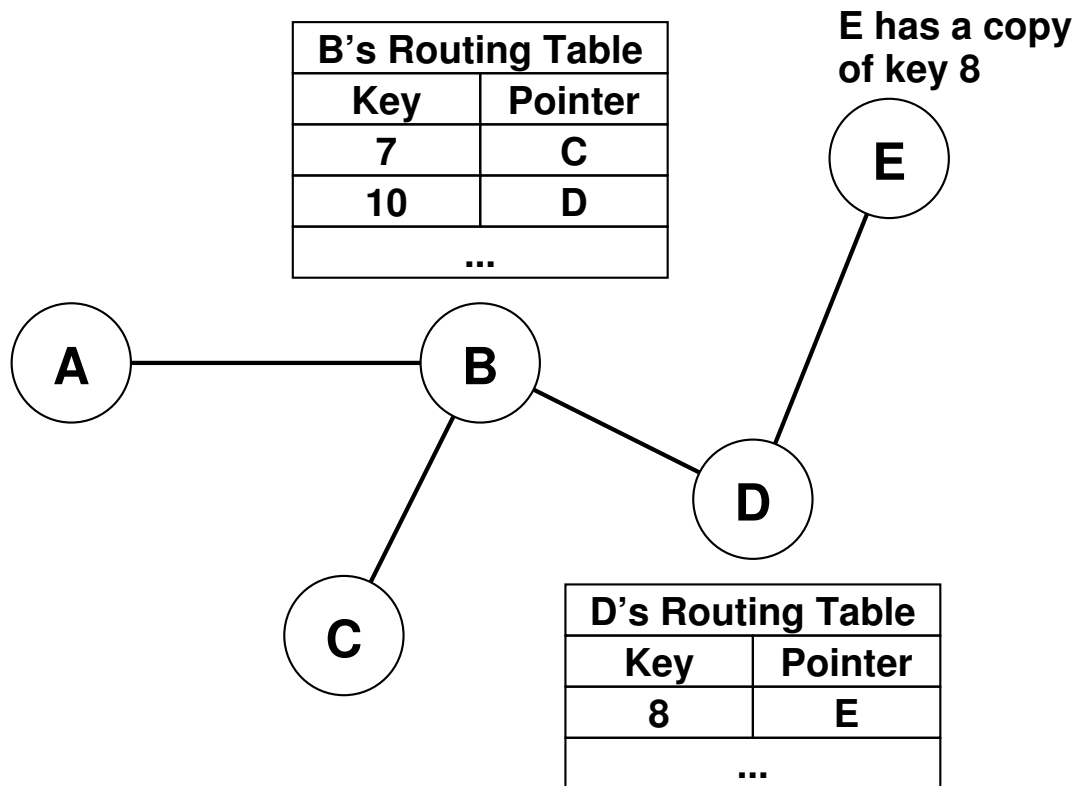 B’s Routing Table
Key Pointer
7 C
10 D
...
E has a copy
of key 8
E
A
B
D
C
D’s Routing Table
Key Pointer
8 E
...